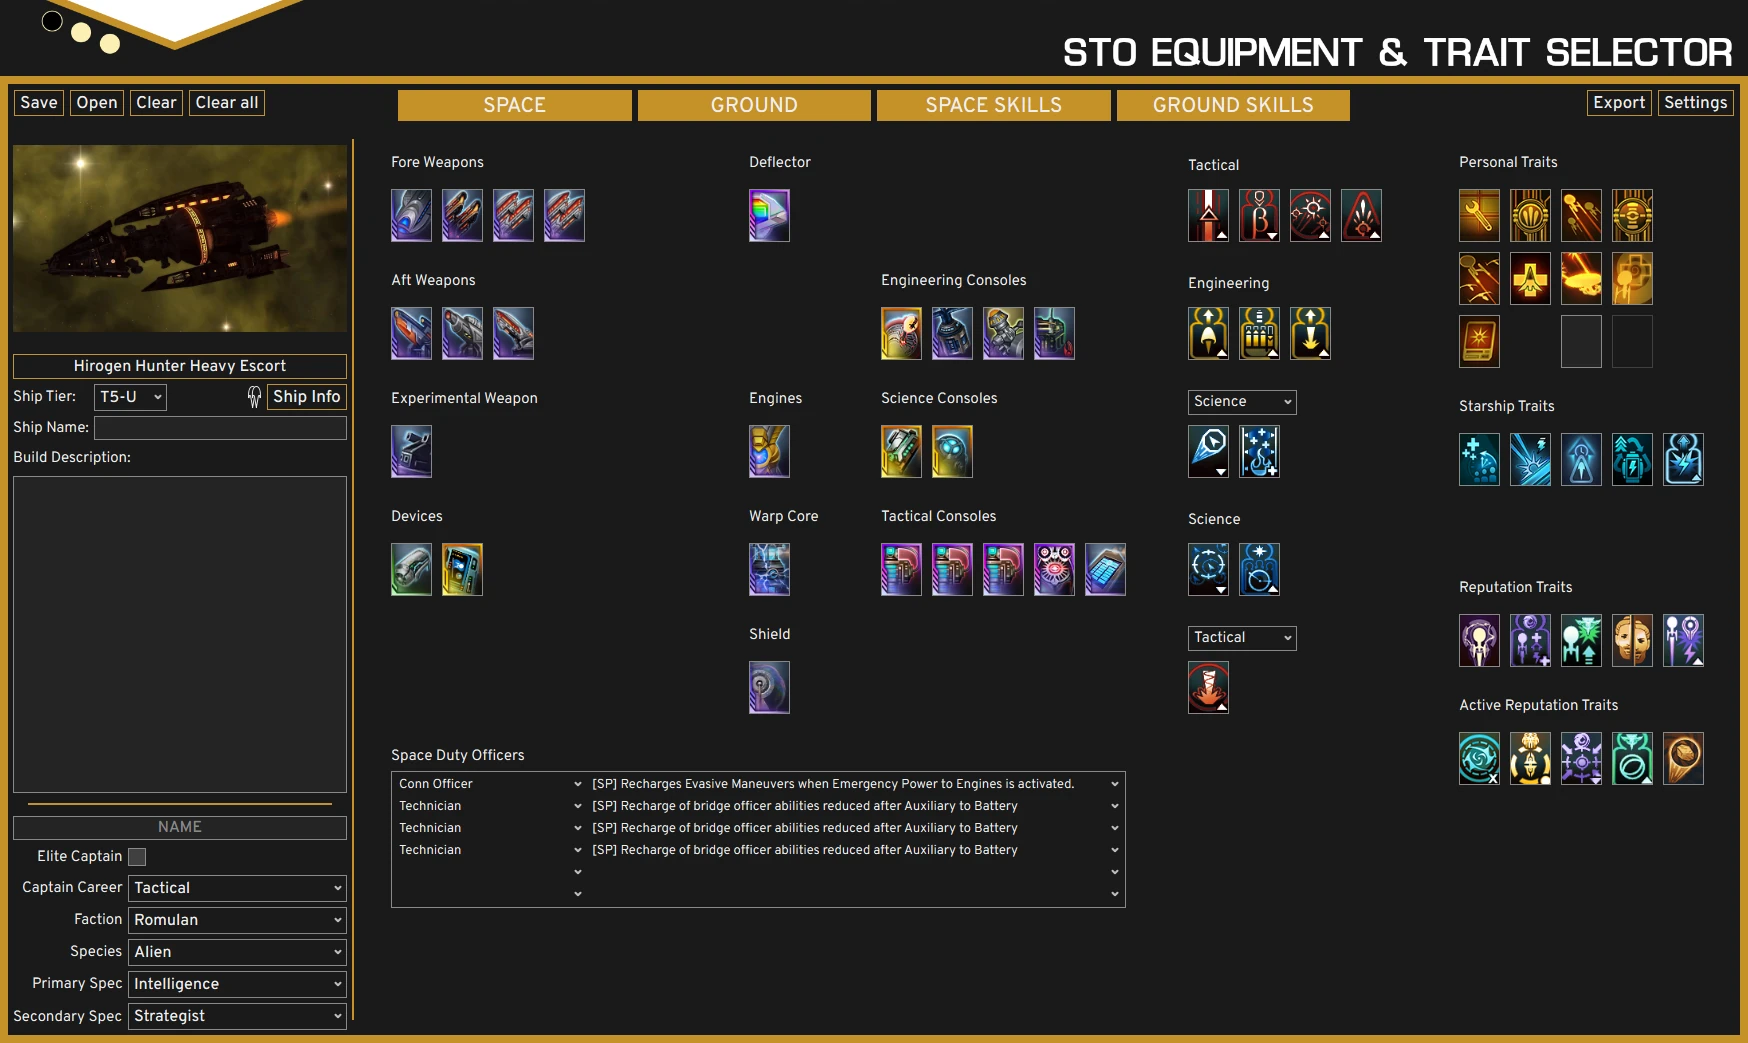 STO EQUIPMENT & TRAIT SELECTOR
Save
Open
Clear
Clear all
SPACE
GROUND
SPACE SKILLS
GROUND SKILLS
Export
Settings
Hirogen Hunter Heavy Escort
Ship Tier:
T5-U
Ship Info
Ship Name:
Build Description:
NAME
Elite Captain
Captain Career
Tactical
Faction
Romulan
Species
Alien
Primary Spec
Intelligence
Secondary Spec
Strategist
Fore Weapons
Aft Weapons
Experimental Weapon
Devices
Deflector
Engines
Warp Core
Shield
Engineering Consoles
Science Consoles
Tactical Consoles
Space Duty Officers
Conn Officer
[SP] Recharges Evasive Maneuvers when Emergency Power to Engines is activated.
Technician
[SP] Recharge of bridge officer abilities reduced after Auxiliary to Battery
Technician
[SP] Recharge of bridge officer abilities reduced after Auxiliary to Battery
Technician
[SP] Recharge of bridge officer abilities reduced after Auxiliary to Battery
Tactical
β
Engineering
Science
Science
Tactical
Personal Traits
Starship Traits
Reputation Traits
Active Reputation Traits
X